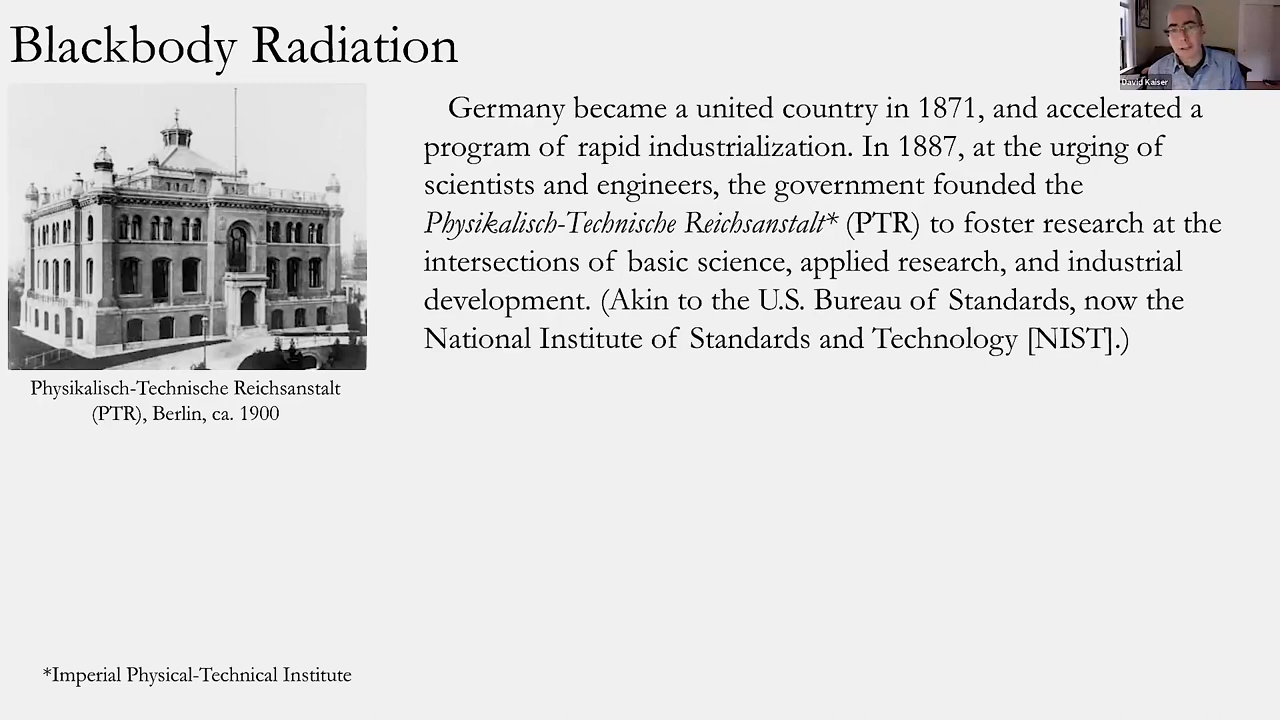 Blackbody Radiation
David Kaiser
Germany became a united country in 1871, and accelerated a
program of rapid industrialization. In 1887, at the urging of
scientists and engineers, the government founded the
Physikalisch-Technische Reichsanstalt* (PTR) to foster research at the
intersections of basic science, applied research, and industrial
development. (Akin to the U.S. Bureau of Standards, now the
National Institute of Standards and Technology [NIST].)
Physikalisch-Technische Reichsanstalt
(PTR), Berlin, ca. 1900
*Imperial Physical-Technical Institute